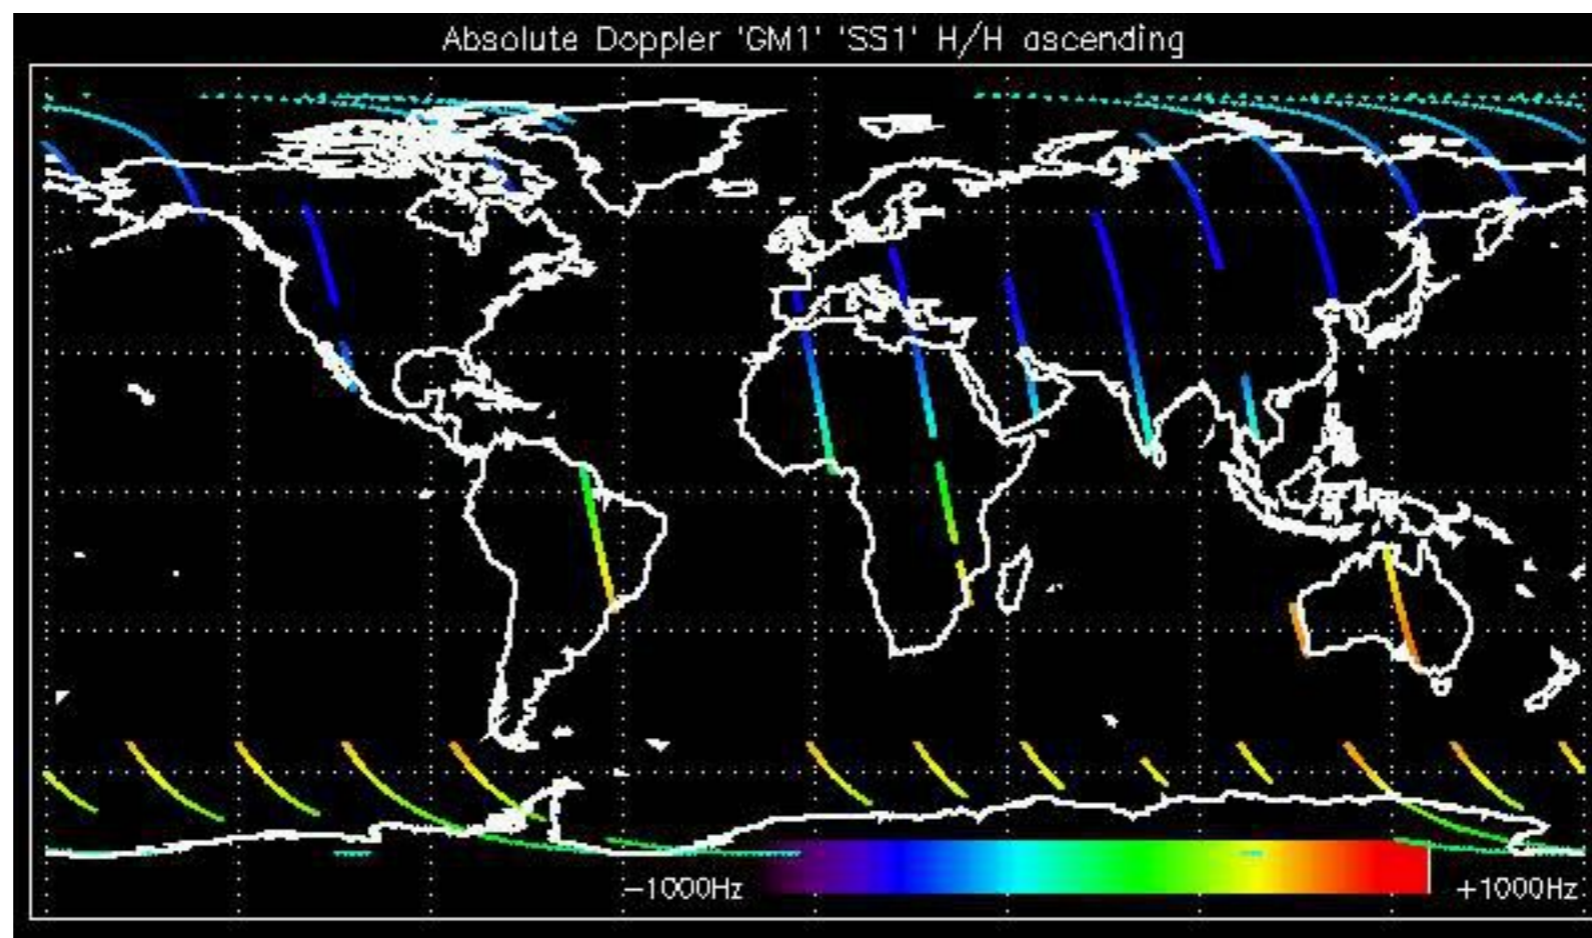 Absolute Doppler 'GM1' 'SS1' H/H ascending
−1000Hz
+1000Hz